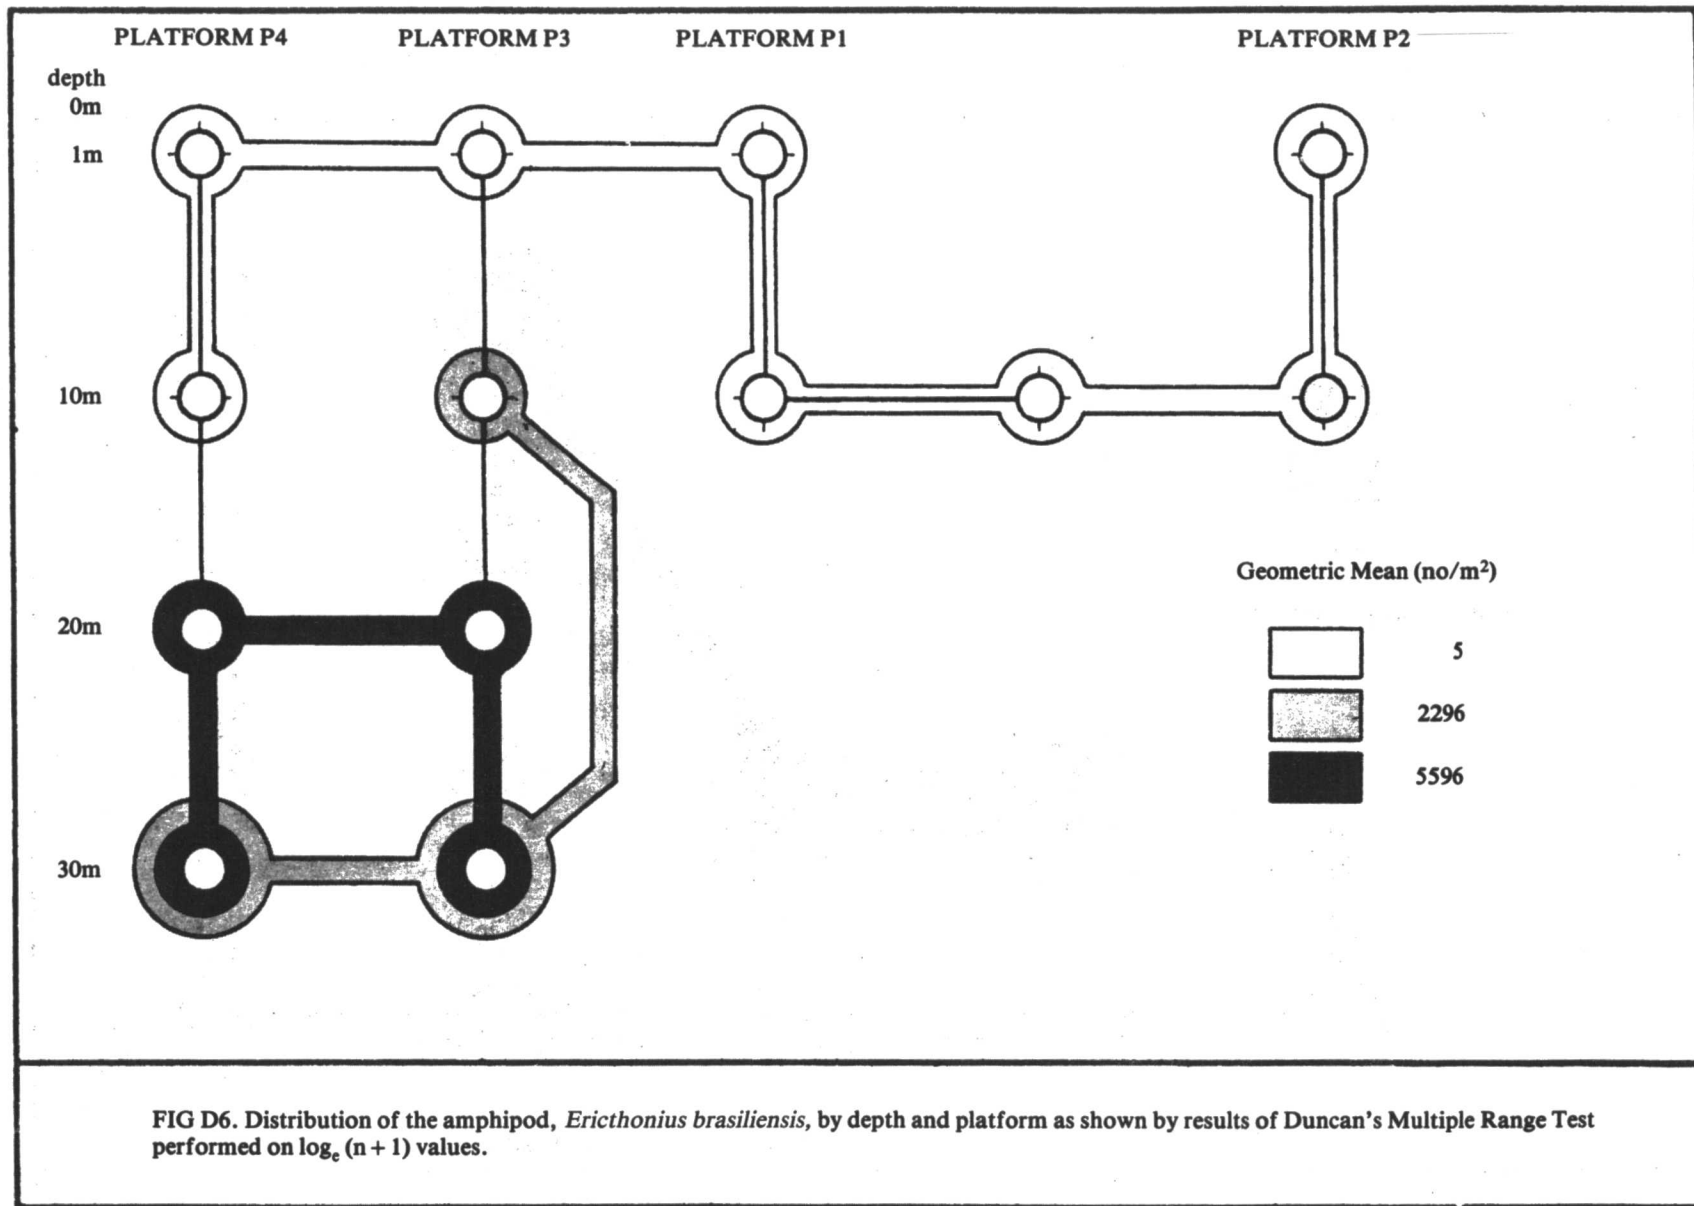 PLATFORM P4 PLATFORM P3 PLATFORM P1 PLATFORM P2
depth
0m
1m
10m
20m
30m
Geometric Mean (no/m²)
5
2296
5596
FIG D6. Distribution of the amphipod, Ericthonius brasiliensis, by depth and platform as shown by results of Duncan's Multiple Range Test
performed on logₑ (n + 1) values.